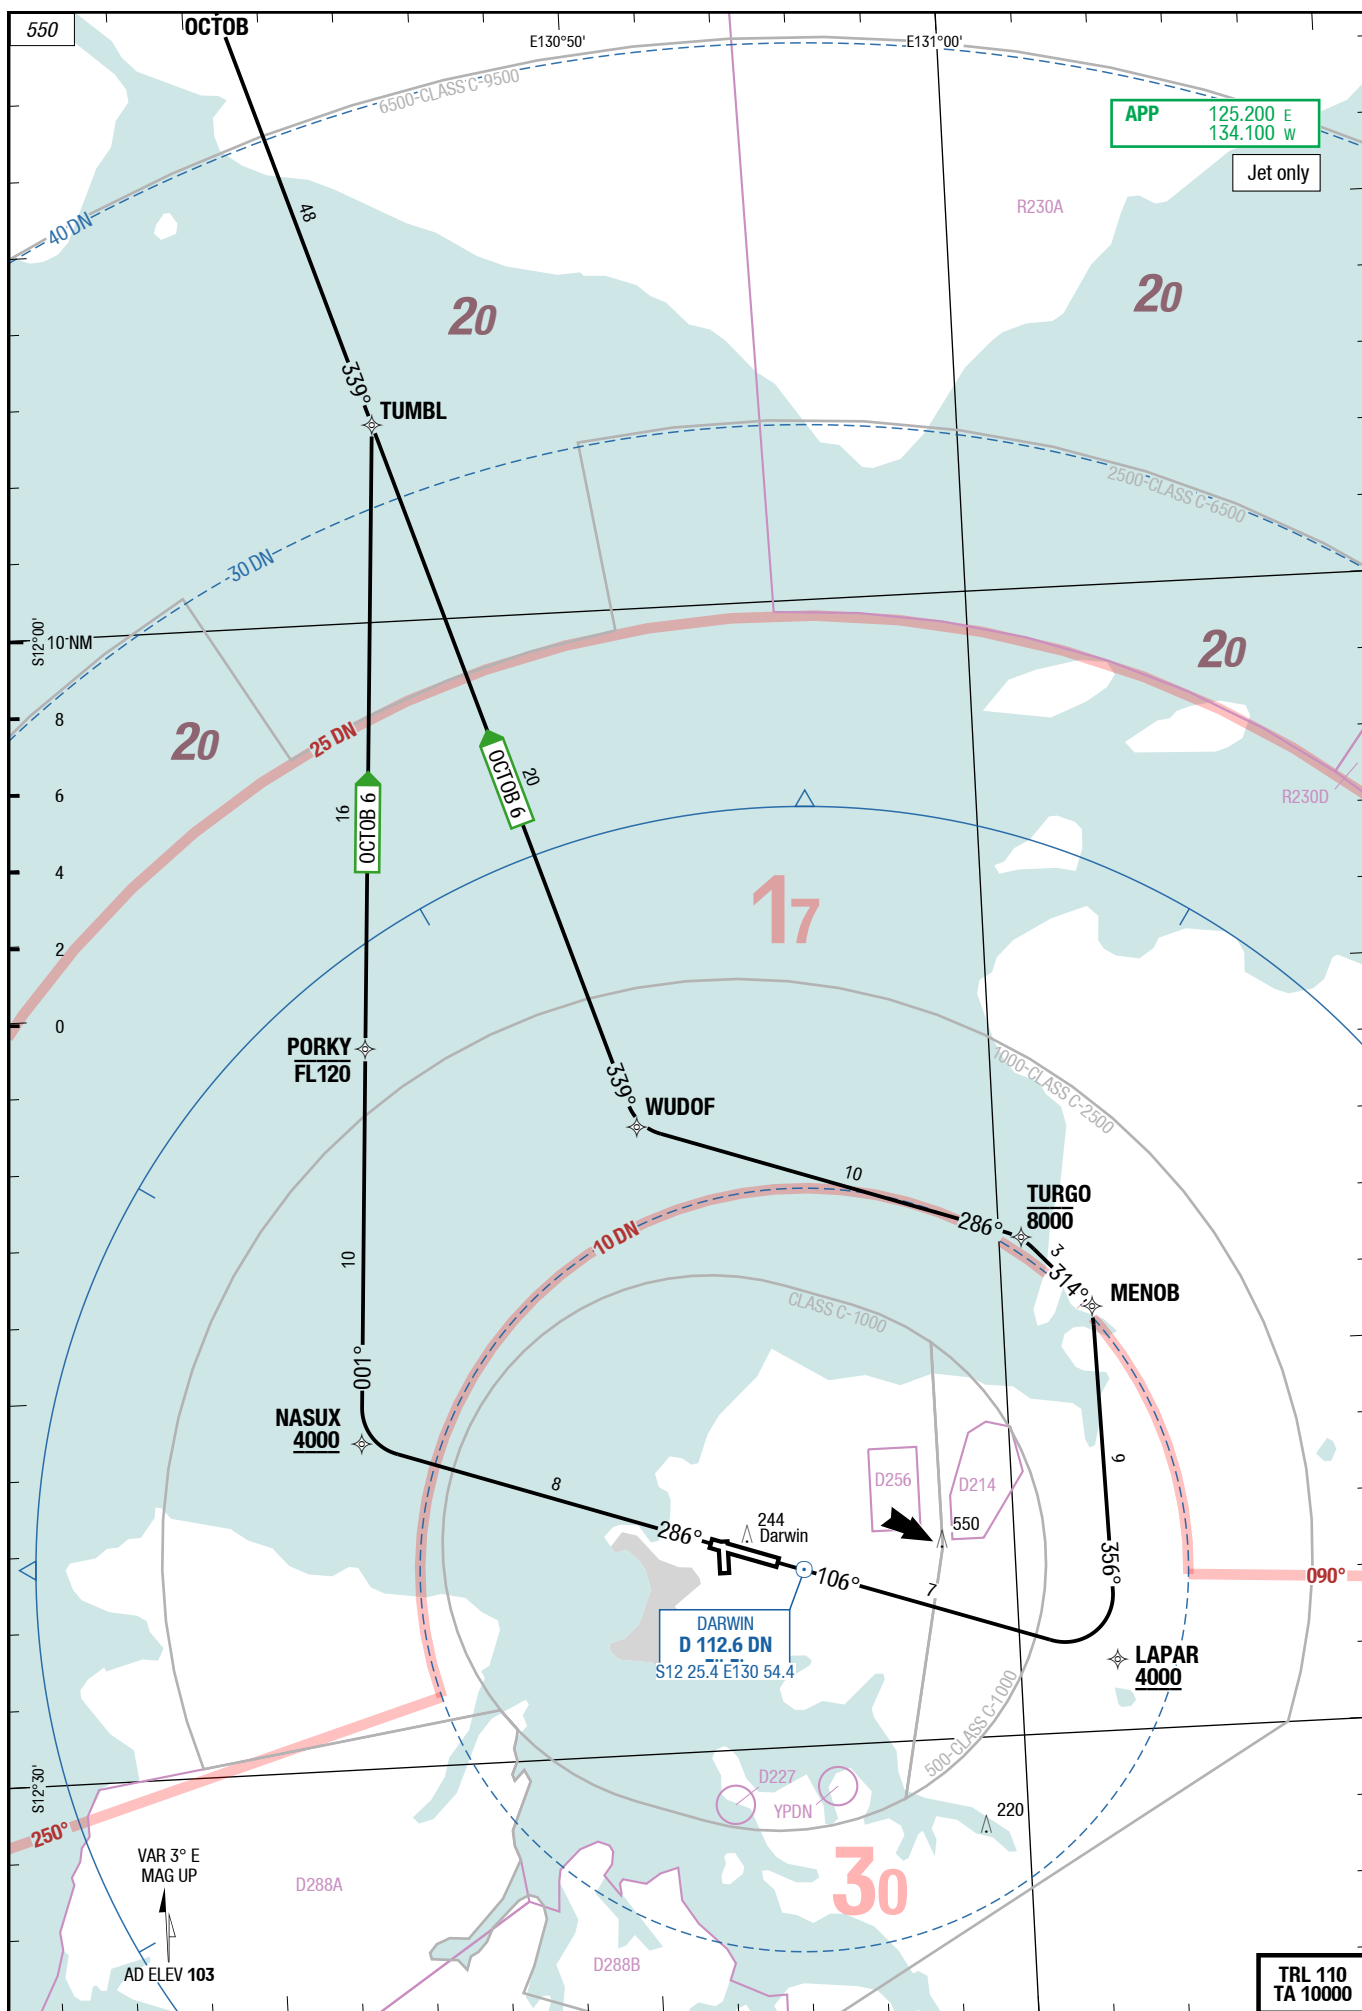 550
OCTOB
E130°50'
E131°00'
6500-CLASS C-9500
APP 125.200 E
134.100 W
Jet only
R230A
40 DN
48
20
20
339°
TUMBL
2500-CLASS C-6500
30 DN
S12°00'
10 NM
20
20
25 DN
8
6
4
2
0
R230D
OCTOB 6
16
OCTOB 6
20
17
PORKY
FL120
339°
WUDOF
1000-CLASS C-2500
10
286°
TURGO
8000
3
314°
MENOB
10 DN
10
CLASS C-1000
001°
NASUX
4000
8
286°
244
Darwin
D256
D214
550
9
356°
106°
7
090°
DARWIN
D 112.6 DN
S12 25.4 E130 54.4
LAPAR
4000
500-CLASS C-1000
S12°30'
D227
YPDN
220
250°
VAR 3° E
MAG UP
D288A
30
AD ELEV 103
D288B
TRL 110
TA 10000